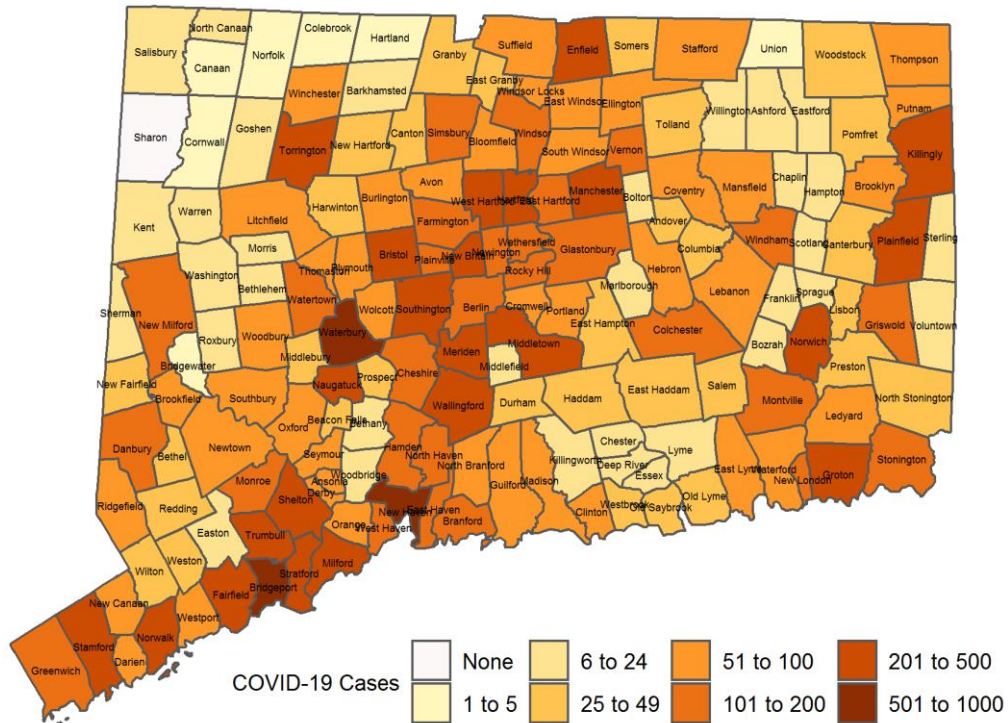 Colebrook
North Canaan
Hartland
Norfolk
Salisbury
Canaan
Suffield
Enfield
Somers
Stafford
Union
Woodstock
Thompson
Granby
East Granby
Windsor Locks
Winchester
Barkhamsted
East Windsor
Ellington
Willington
Ashford
Eastford
Putnam
Sharon
Cornwall
Goshen
Torrington
New Hartford
Canton
Simsbury
Bloomfield
Windsor
South Windsor
Vernon
Tolland
Pomfret
Killingly
Chaplin
Hampton
Brooklyn
Mansfield
Coventry
Avon
Burlington
Harwinton
Litchfield
Warren
Kent
West Hartford
Hartford
East Hartford
Manchester
Bolton
Andover
Columbia
Windham
Scotland
Canterbury
Plainfield
Sterling
Farmington
Morris
Washington
Bethlehem
Plymouth
Thomaston
Bristol
Plainville
New Britain
Newington
Wethersfield
Glastonbury
Rocky Hill
Hebron
Marlborough
Lebanon
Franklin
Sprague
Lisbon
Griswold
Voluntown
Sherman
New Milford
Roxbury
Woodbury
Watertown
Wolcott
Southington
Berlin
Cromwell
Portland
East Hampton
Colchester
Bozrah
Norwich
Preston
Waterbury
Middlebury
Bridgewater
New Fairfield
Brookfield
Southbury
Naugatuck
Prospect
Cheshire
Meriden
Middletown
Middlefield
East Haddam
Haddam
Salem
Montville
Ledyard
North Stonington
Danbury
Bethel
Newtown
Oxford
Beacon Falls
Bethany
Wallingford
Durham
Hamden
North Haven
Seymour
Woodbridge
Ansonia
Derby
Monroe
Shelton
North Branford
Guilford
Madison
Killingworth
Chester
Deep River
Essex
Lyme
East Lyme
Waterford
New London
Groton
Stonington
Ridgefield
Redding
Easton
Trumbull
Orange
New Haven
West Haven
East Haven
Branford
Clinton
Westbrook
Old Saybrook
Old Lyme
Wilton
Weston
Fairfield
Bridgeport
Stratford
Milford
New Canaan
Westport
Norwalk
Darien
Stamford
Greenwich
COVID-19 Cases
None
1 to 5
6 to 24
25 to 49
51 to 100
101 to 200
201 to 500
501 to 1000